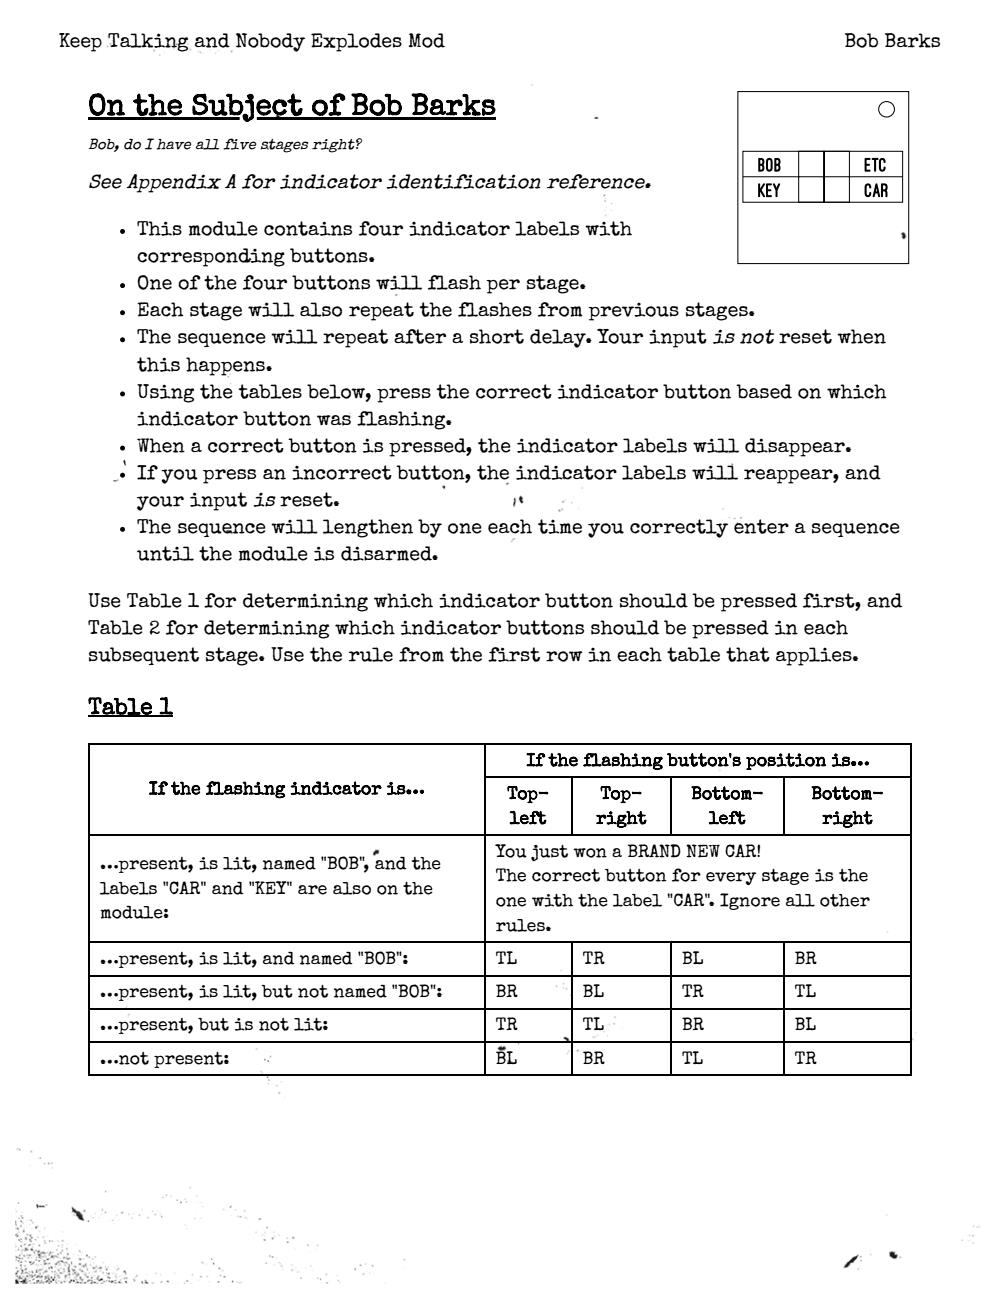 Keep Talking and Nobody Explodes Mod
Bob Barks
On the Subject of Bob Barks
Bob, do I have all five stages right?
See Appendix A for indicator identification reference.
BOB ETC
KEY CAR
• This module contains four indicator labels with
corresponding buttons.
• One of the four buttons will flash per stage.
• Each stage will also repeat the flashes from previous stages.
• The sequence will repeat after a short delay. Your input is not reset when
this happens.
• Using the tables below, press the correct indicator button based on which
indicator button was flashing.
• When a correct button is pressed, the indicator labels will disappear.
• If you press an incorrect button, the indicator labels will reappear, and
your input is reset.
• The sequence will lengthen by one each time you correctly enter a sequence
until the module is disarmed.
Use Table 1 for determining which indicator button should be pressed first, and
Table 2 for determining which indicator buttons should be pressed in each
subsequent stage. Use the rule from the first row in each table that applies.
Table 1
If the flashing indicator is...
If the flashing button's position is...
Top-
left
Top-
right
Bottom-
left
Bottom-
right
...present, is lit, named "BOB", and the
labels "CAR" and "KEY" are also on the
module:
You just won a BRAND NEW CAR!
The correct button for every stage is the
one with the label "CAR". Ignore all other
rules.
...present, is lit, and named "BOB": TL TR BL BR
...present, is lit, but not named "BOB": BR BL TR TL
...present, but is not lit: TR TL BR BL
...not present: BL BR TL TR